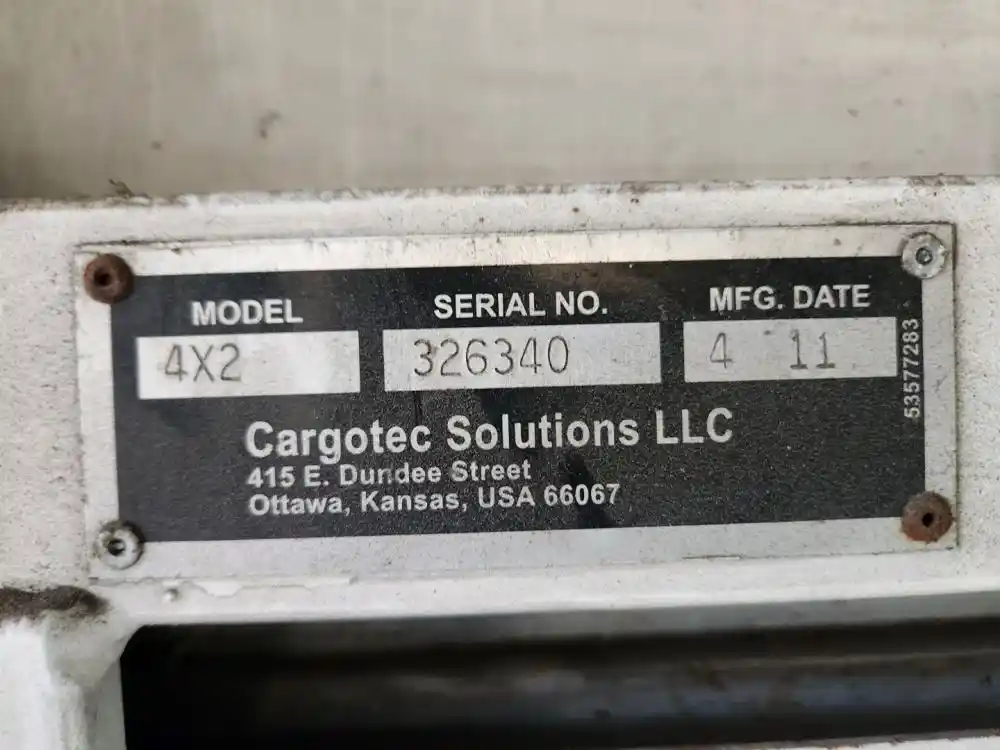 MODEL SERIAL NO. MFG. DATE
4X2 326340 4 11
53577283
Cargotec Solutions LLC
415 E. Dundee Street
Ottawa, Kansas, USA 66067